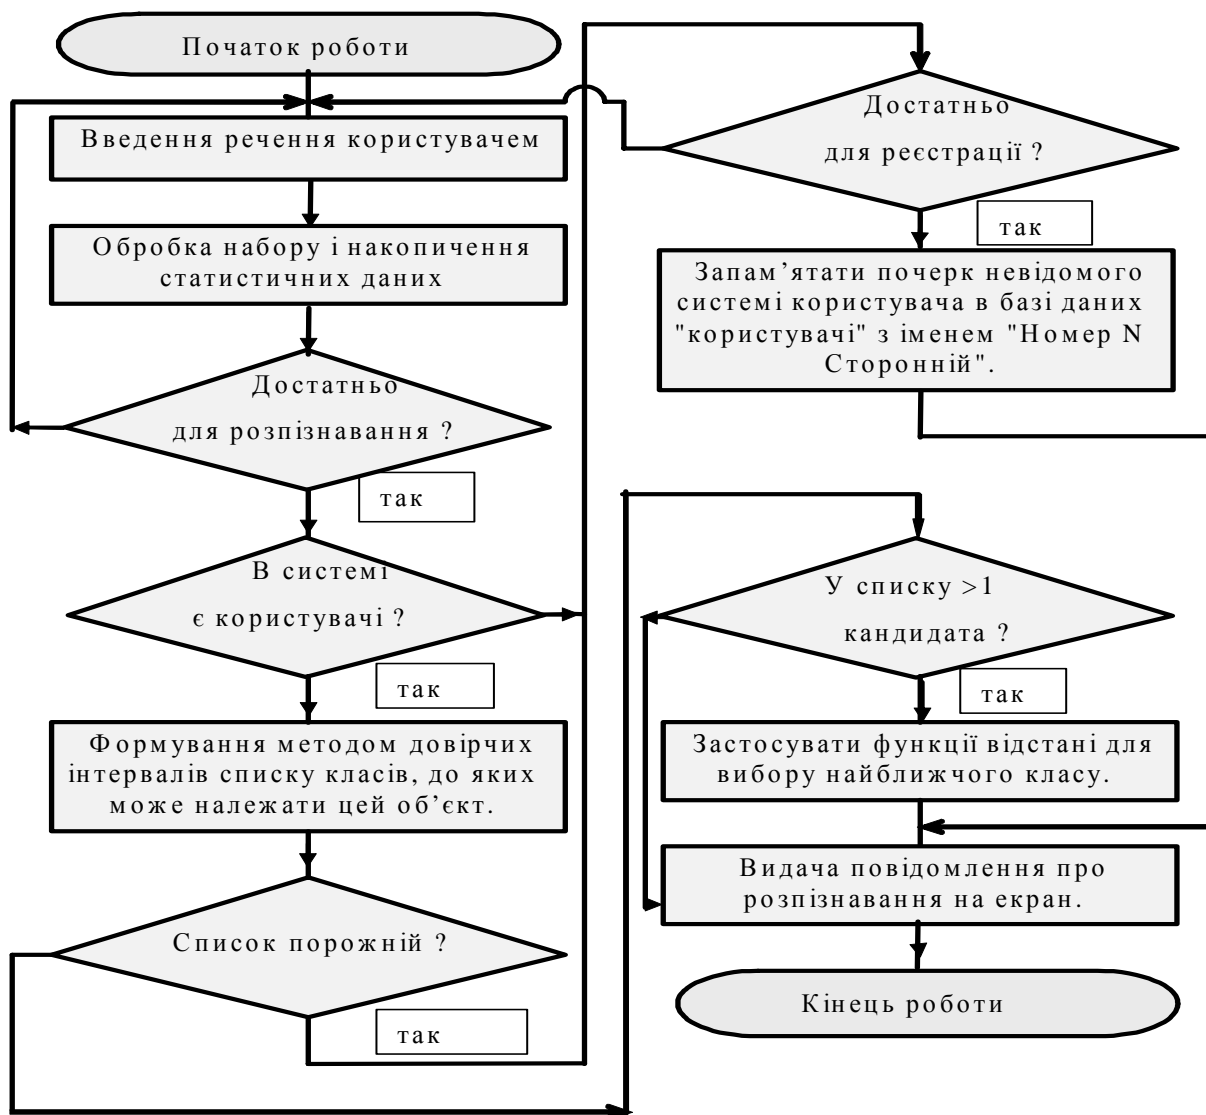 Початок роботи
Введення речення користувачем
Обробка набору і накопичення
статистичних даних
Достатньо
для розпізнавання ?
так
В системі
є користувачі ?
так
Формування методом довірчих
інтервалів списку класів, до яких
може належати цей об’єкт.
Список порожній ?
так
Достатньо
для реєстрації ?
так
Запам’ятати почерк невідомого
системі користувача в базі даних
"користувачі" з іменем "Номер N
Сторонній".
У списку >1
кандидата ?
так
Застосувати функції відстані для
вибору найближчого класу.
Видача повідомлення про
розпізнавання на екран.
Кінець роботи